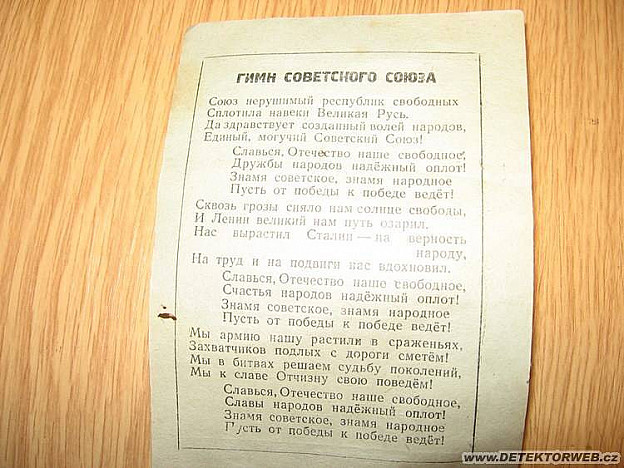 ГИМН СОВЕТСКОГО СОЮЗА
Союз нерушимый республик свободных
Сплотила навеки Великая Русь.
Да здравствует созданный волей народов,
Единый, могучий Советский Союз!
Славься, Отечество наше свободное,
Дружбы народов надёжный оплот!
Знамя советское, знамя народное
Пусть от победы к победе ведёт!
Сквозь грозы сияло нам солнце свободы,
И Ленин великий нам путь озарил.
Нас вырастил Сталин — на верность
народу,
На труд и на подвиги нас вдохновил.
Славься, Отечество наше свободное,
Счастья народов надёжный оплот!
Знамя советское, знамя народное
Пусть от победы к победе ведёт!
Мы армию нашу растили в сраженьях,
Захватчиков подлых с дороги сметём!
Мы в битвах решаем судьбу поколений,
Мы к славе Отчизну свою поведём!
Славься, Отечество наше свободное,
Славы народов надёжный оплот!
Знамя советское, знамя народное
Пусть от победы к победе ведёт!
www.DETEKTORWEB.cz